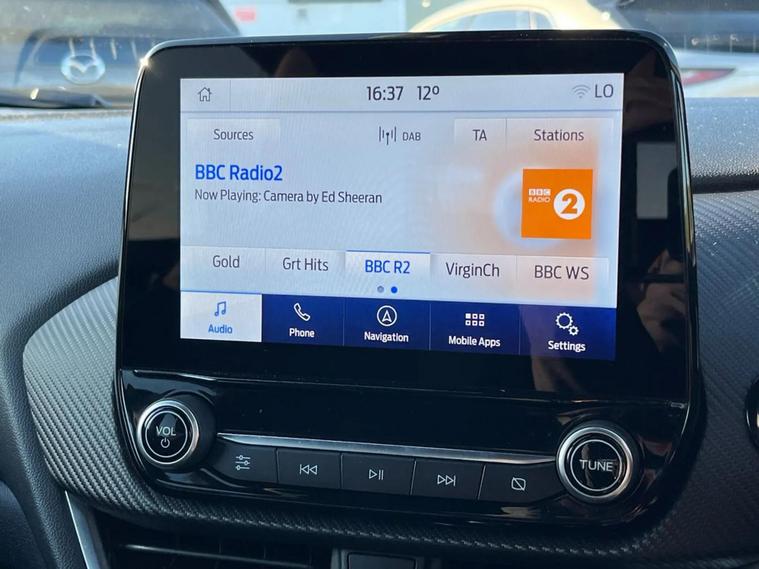 16:37 12° LO
Sources DAB TA Stations
BBC Radio2
Now Playing: Camera by Ed Sheeran
BBC
RADIO 2
Gold Grt Hits BBC R2 VirginCh BBC WS
Audio Phone Navigation Mobile Apps Settings
VOL
TUNE